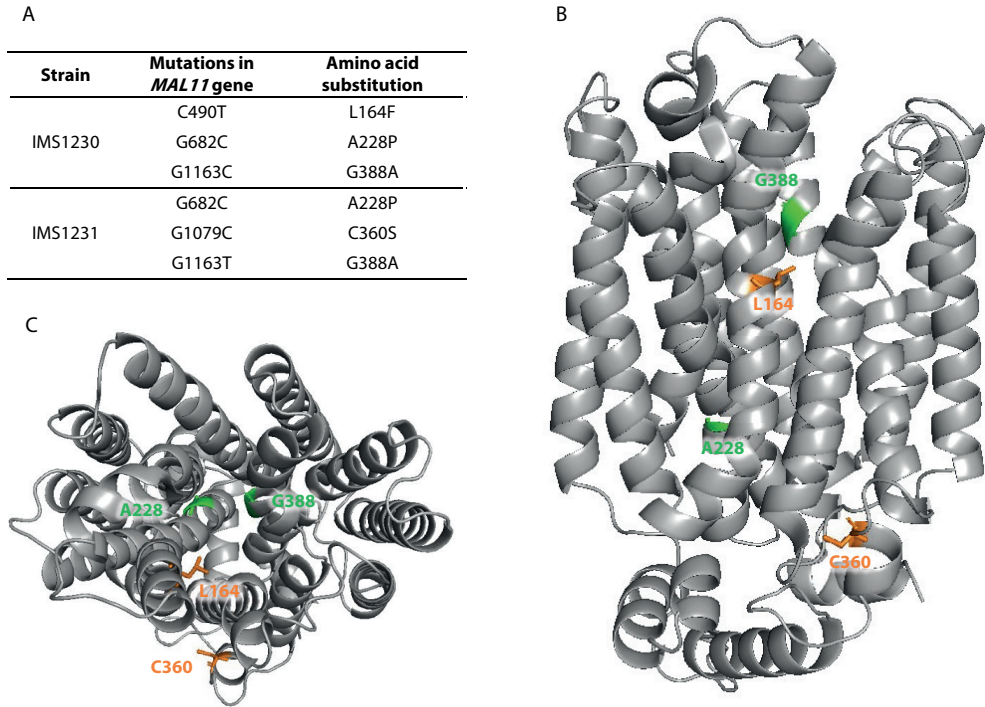 A
Strain Mutations in MAL11 gene Amino acid substitution
IMS1230 C490T L164F
G682C A228P
G1163C G388A
IMS1231 G682C A228P
G1079C C360S
G1163T G388A
B
G388
L164
A228
C360
C
A228
G388
L164
C360